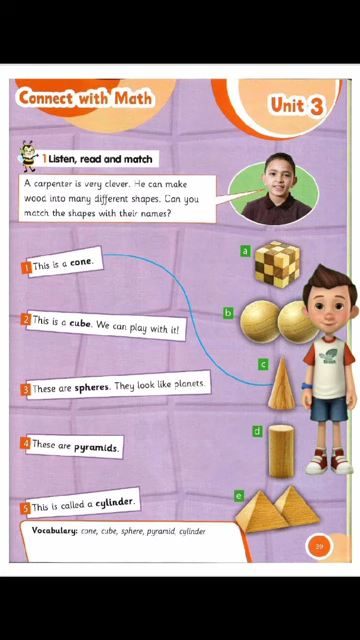 Connect with Math
Unit 3
1 Listen, read and match
A carpenter is very clever. He can make
wood into many different shapes. Can you
match the shapes with their names?
a
1 This is a cone.
b
2 This is a cube. We can play with it!
c
3 These are spheres. They look like planets.
d
4 These are pyramids.
e
5 This is called a cylinder.
Vocabulary: cone, cube, sphere, pyramid, cylinder
29